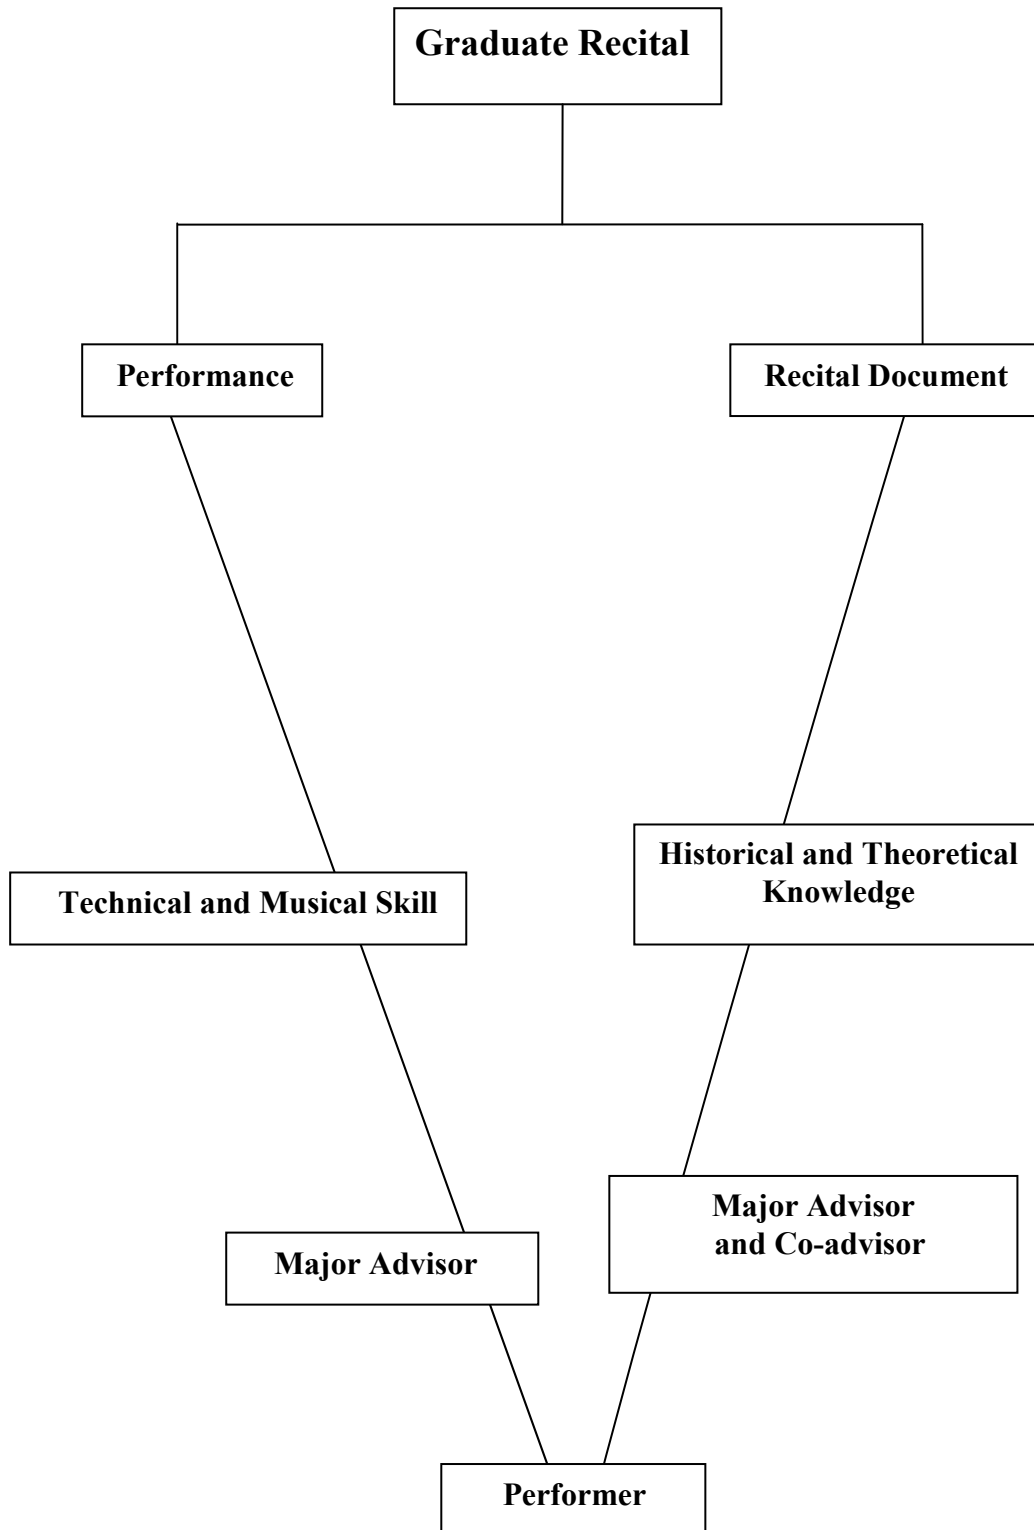 Graduate Recital
Performance
Recital Document
Historical and Theoretical
Knowledge
Technical and Musical Skill
Major Advisor
and Co-advisor
Major Advisor
Performer